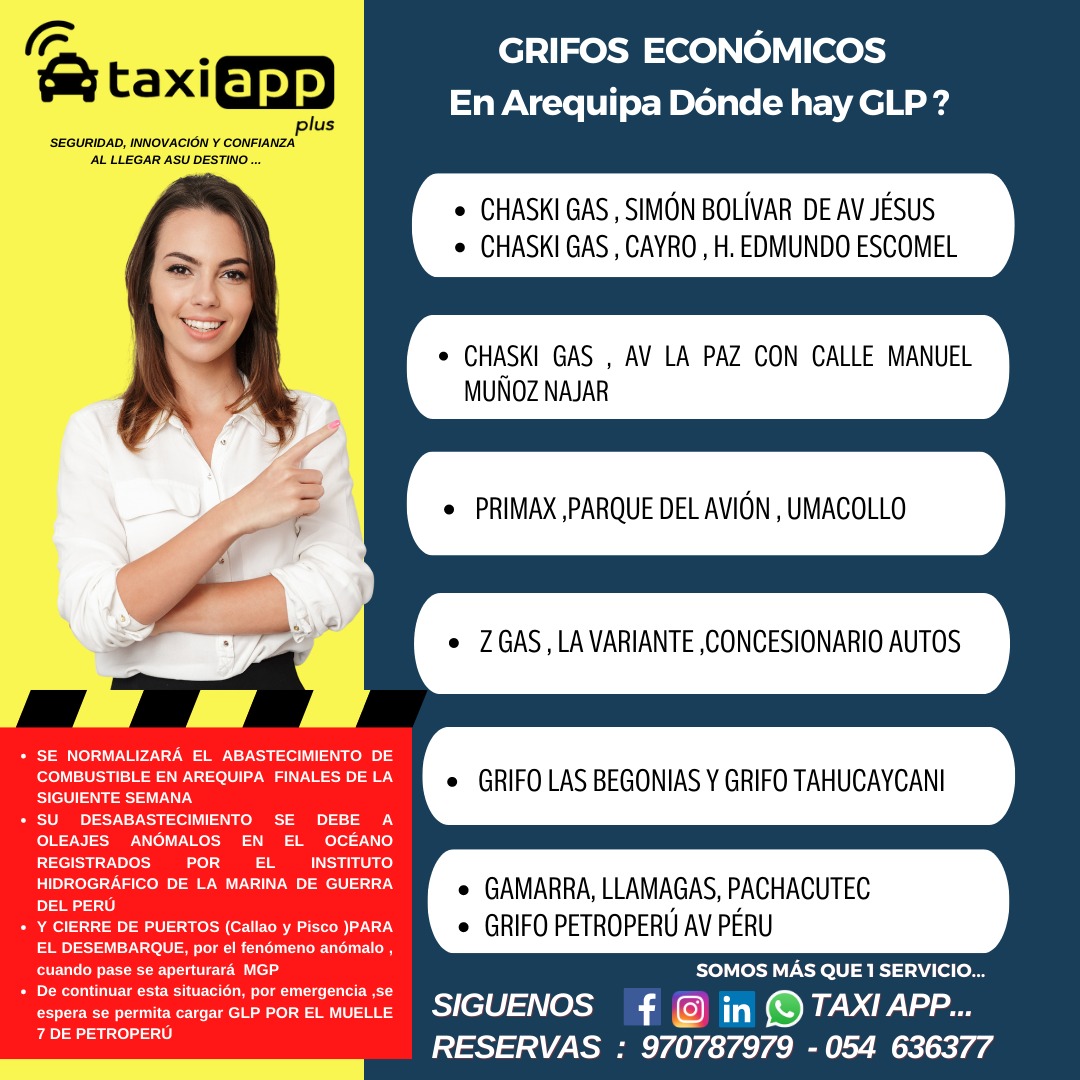 taxi app
plus
SEGURIDAD, INNOVACIÓN Y CONFIANZA
AL LLEGAR ASU DESTINO ...
GRIFOS ECONÓMICOS
En Arequipa Dónde hay GLP ?
• CHASKI GAS , SIMÓN BOLÍVAR DE AV JÉSUS
• CHASKI GAS , CAYRO , H. EDMUNDO ESCOMEL
• CHASKI GAS , AV LA PAZ CON CALLE MANUEL
MUÑOZ NAJAR
• PRIMAX ,PARQUE DEL AVIÓN , UMACOLLO
• Z GAS , LA VARIANTE ,CONCESIONARIO AUTOS
• GRIFO LAS BEGONIAS Y GRIFO TAHUCAYCANI
• GAMARRA, LLAMAGAS, PACHACUTEC
• GRIFO PETROPERÚ AV PÉRU
• SE NORMALIZARÁ EL ABASTECIMIENTO DE
COMBUSTIBLE EN AREQUIPA FINALES DE LA
SIGUIENTE SEMANA
• SU DESABASTECIMIENTO SE DEBE A
OLEAJES ANÓMALOS EN EL OCÉANO
REGISTRADOS POR EL INSTITUTO
HIDROGRÁFICO DE LA MARINA DE GUERRA
DEL PERÚ
• Y CIERRE DE PUERTOS (Callao y Pisco )PARA
EL DESEMBARQUE, por el fenómeno anómalo ,
cuando pase se aperturará MGP
• De continuar esta situación, por emergencia ,se
espera se permita cargar GLP POR EL MUELLE
7 DE PETROPERÚ
SOMOS MÁS QUE 1 SERVICIO...
SIGUENOS TAXI APP...
RESERVAS : 970787979 - 054 636377